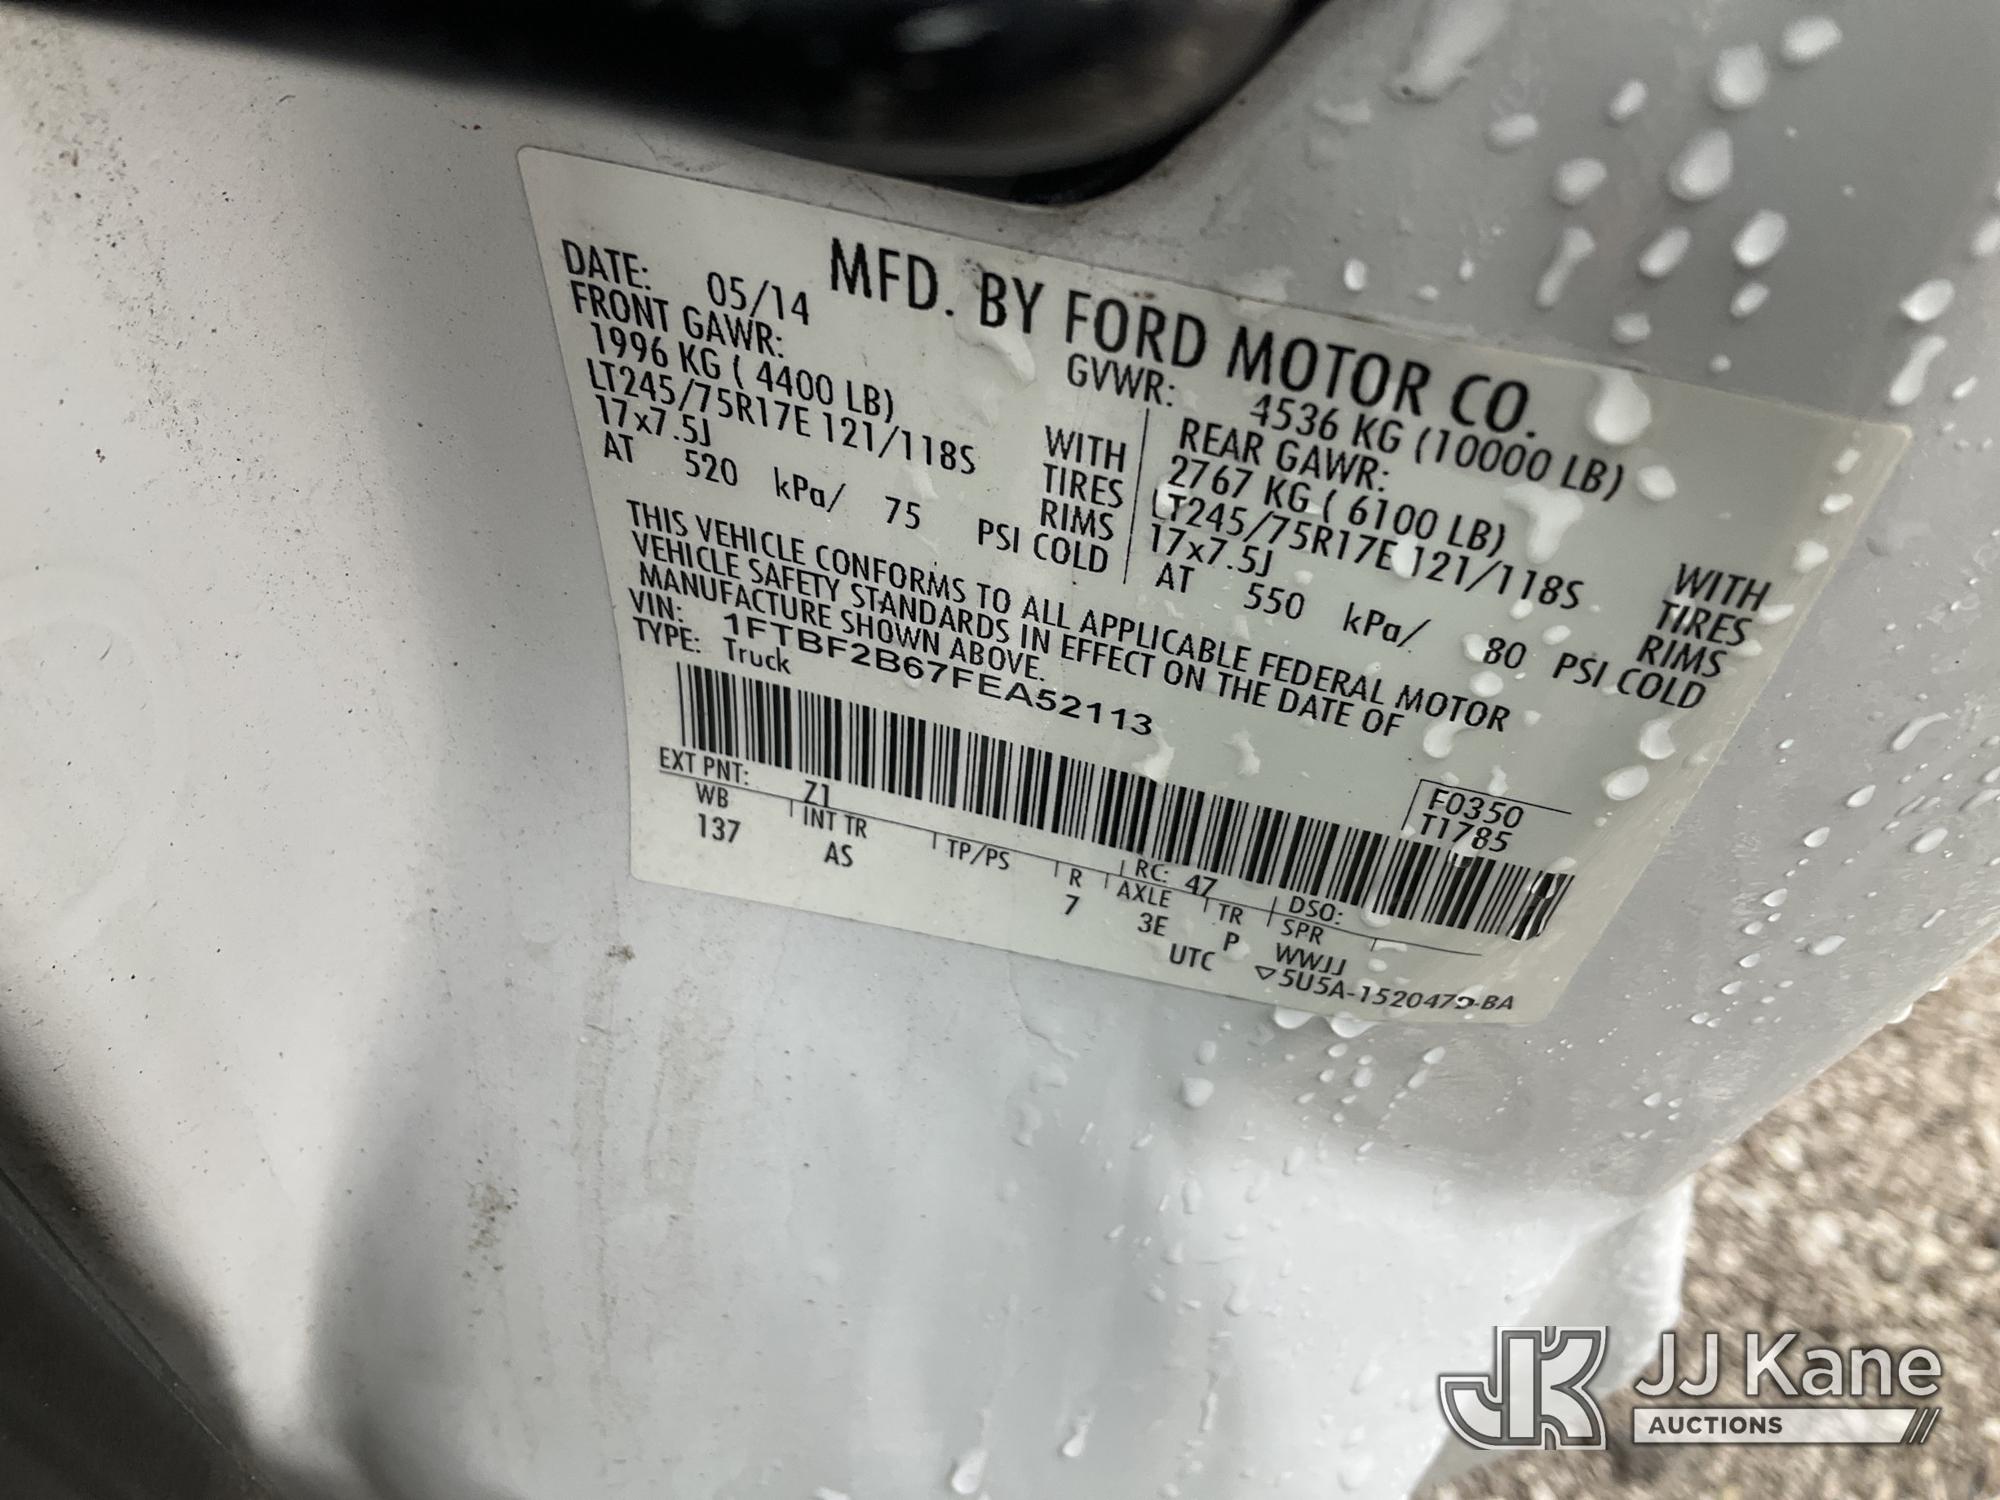 MFD. BY FORD MOTOR CO.
DATE: 05/14 GVWR: 4536 KG (10000 LB)
FRONT GAWR: REAR GAWR:
1996 KG ( 4400 LB) WITH 2767 KG ( 6100 LB) WITH
LT245/75R17E 121/118S TIRES LT245/75R17E 121/118S TIRES
17x7.5J RIMS 17x7.5J RIMS
AT 520 kPa/ 75 PSI COLD AT 550 kPa/ 80 PSI COLD
THIS VEHICLE CONFORMS TO ALL APPLICABLE FEDERAL MOTOR
VEHICLE SAFETY STANDARDS IN EFFECT ON THE DATE OF
MANUFACTURE SHOWN ABOVE.
VIN: 1FTBF2B67FEA52113
TYPE: Truck
F0350
T1785
EXT PNT: Z1 RC: 47 DSO:
WB INT TR TP/PS R AXLE TR SPR
137 AS 7 3E P WWJJ
UTC ▽5U5A-1520472-BA
JK JJ Kane
AUCTIONS